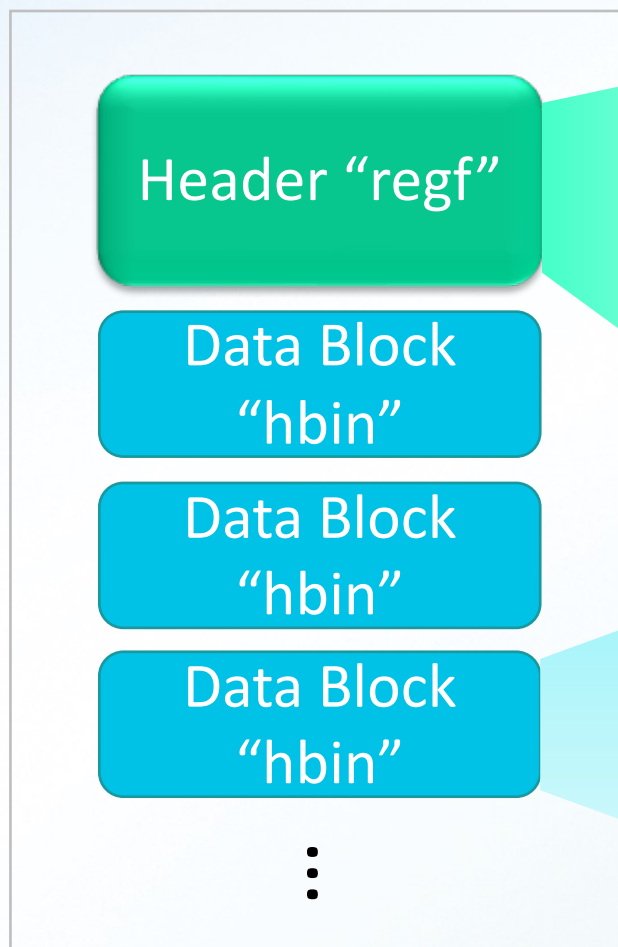 Header “regf”
Data Block
“hbin”
Data Block
“hbin”
Data Block
“hbin”